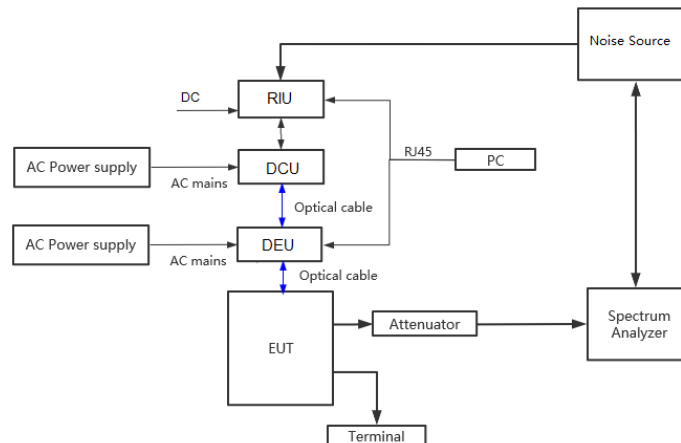 Noise Source
DC
RIU
RJ45
PC
AC Power supply
AC mains
DCU
Optical cable
AC Power supply
AC mains
DEU
Optical cable
EUT
Attenuator
Spectrum
Analyzer
Terminal